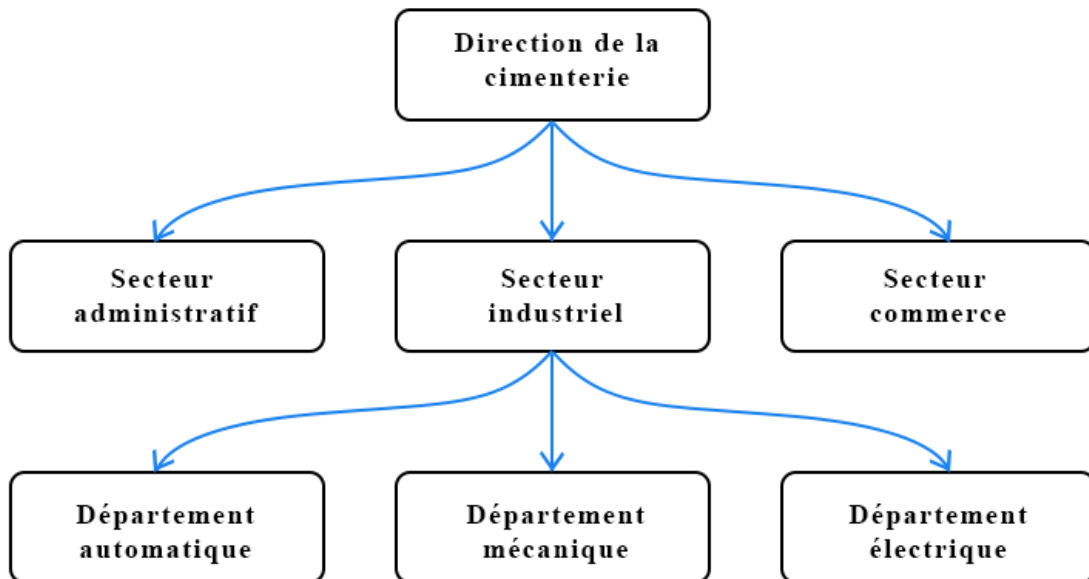 Direction de la
cimenterie
Secteur
administratif
Secteur
industriel
Secteur
commerce
Département
automatique
Département
mécanique
Département
électrique